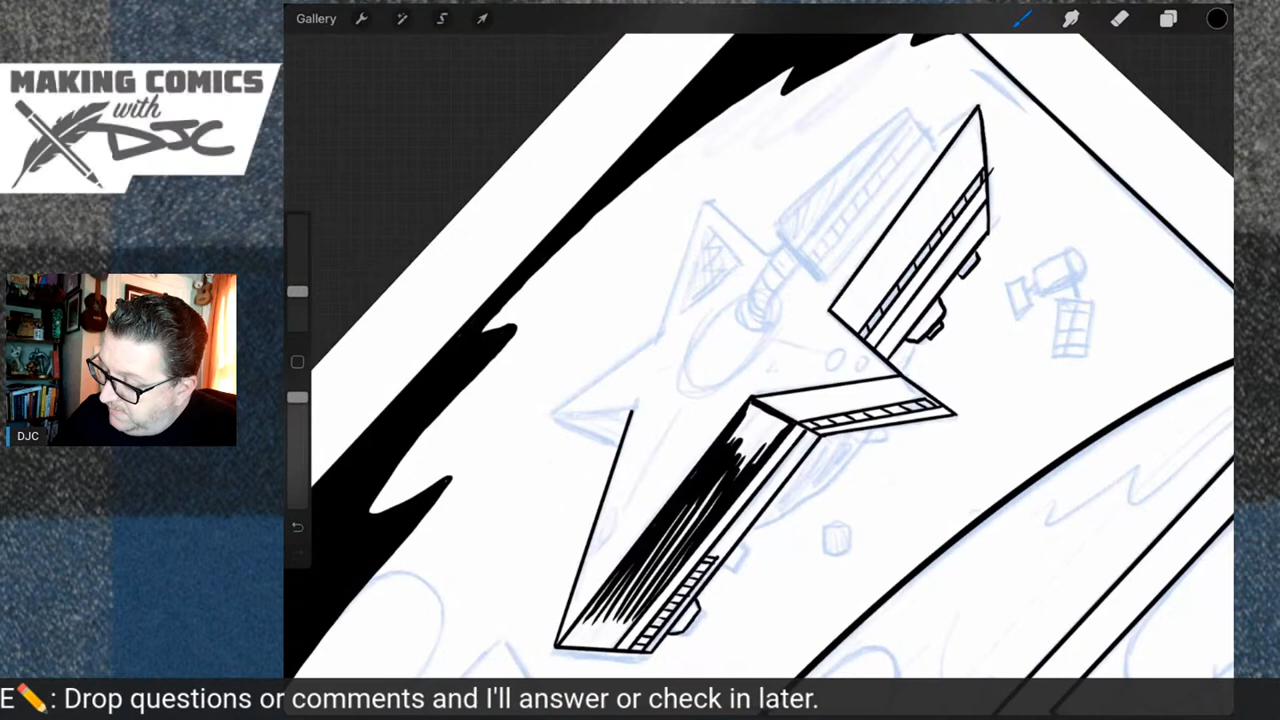 Gallery
MAKING COMICS
with
DJC
DJC
E✏️: Drop questions or comments and I'll answer or check in later.